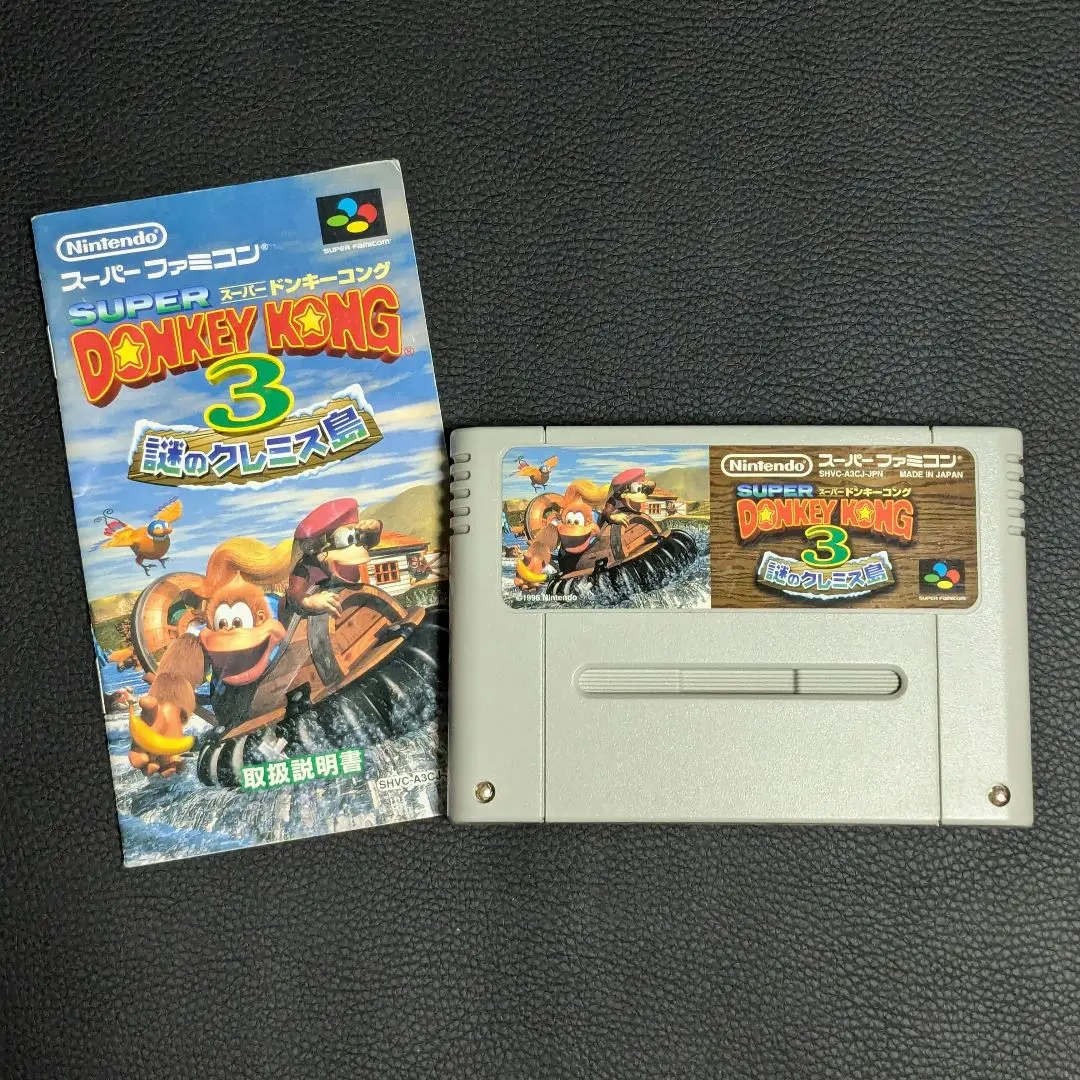 Nintendo
スーパーファミコン®
SUPER FAMICOM
SUPER スーパードンキーコング
DONKEY KONG®
3
謎のクレミス島
取扱説明書
SHVC-A3CJ-
Nintendo スーパーファミコン
SHVC-A3CJ-JPN MADE IN JAPAN
SUPER スーパードンキーコング
DONKEY KONG
3
謎のクレミス島
SUPER FAMICOM
©1996 Nintendo